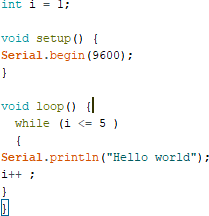 int i = 1;
void setup() {
Serial.begin(9600);
}
void loop() {
while (i <= 5 )
{
Serial.println("Hello world");
i++ ;
}
}